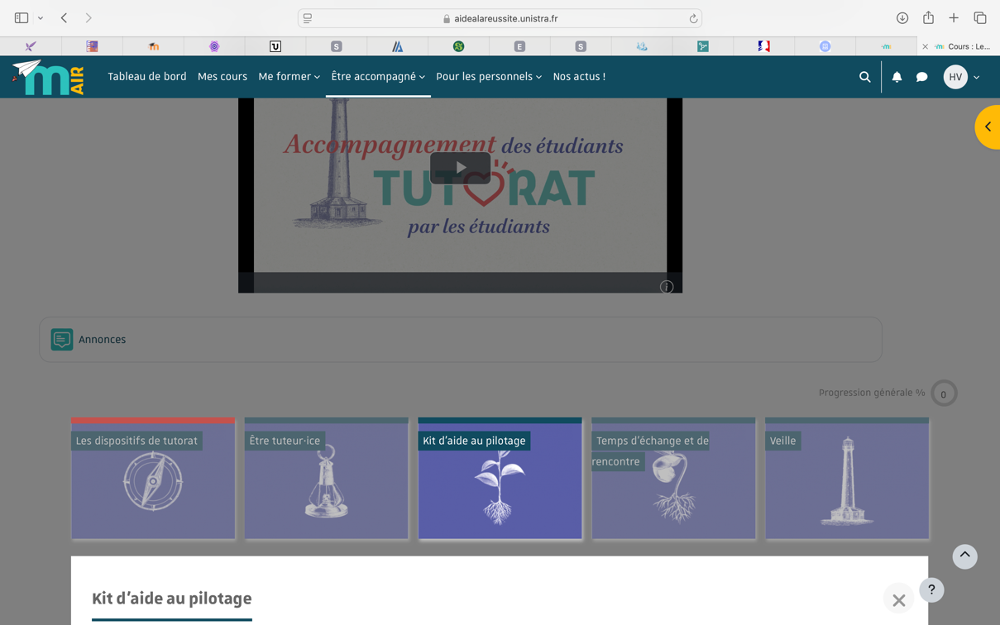 aidealareussite.unistra.fr
U
S
S
E
S
Cours : Le...
m AIR
Tableau de bord
Mes cours
Me former
Être accompagné
Pour les personnels
Nos actus !
HV
Accompagnement des étudiants
TUTORAT
par les étudiants
Annonces
Progression générale %
0
Les dispositifs de tutorat
Être tuteur·ice
Kit d'aide au pilotage
Temps d'échange et de
rencontre
Veille
Kit d'aide au pilotage
?